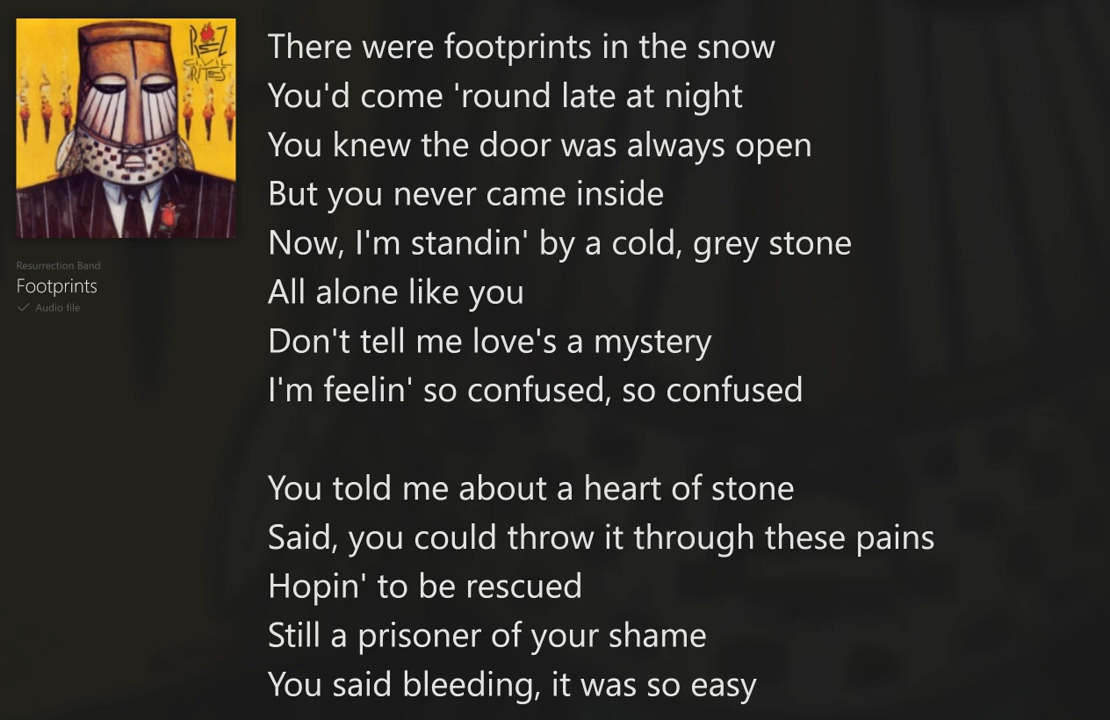 REZ
CIVIL
RITES
Resurrection Band
Footprints
Audio file
There were footprints in the snow
You'd come 'round late at night
You knew the door was always open
But you never came inside
Now, I'm standin' by a cold, grey stone
All alone like you
Don't tell me love's a mystery
I'm feelin' so confused, so confused
You told me about a heart of stone
Said, you could throw it through these pains
Hopin' to be rescued
Still a prisoner of your shame
You said bleeding, it was so easy